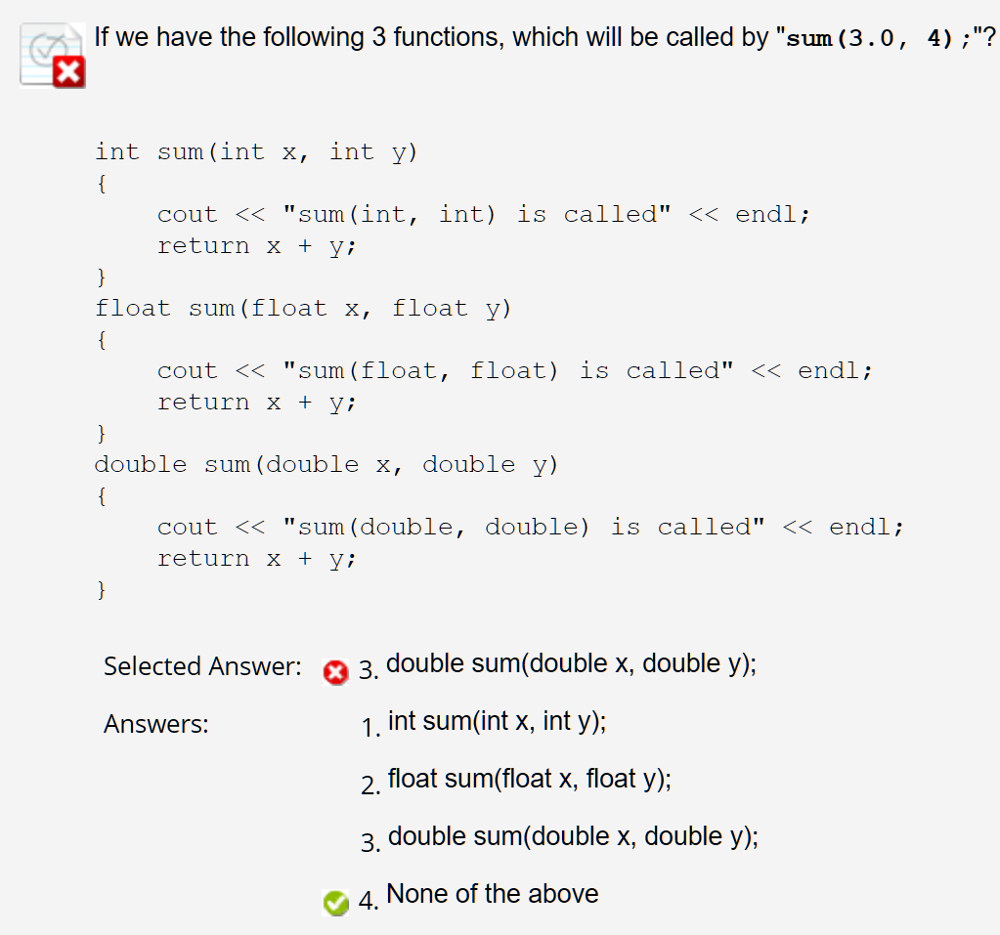 If we have the following 3 functions, which will be called by "sum(3.0, 4);"?
int sum(int x, int y)
{
    cout << "sum(int, int) is called" << endl;
    return x + y;
}
float sum(float x, float y)
{
    cout << "sum(float, float) is called" << endl;
    return x + y;
}
double sum(double x, double y)
{
    cout << "sum(double, double) is called" << endl;
    return x + y;
}
Selected Answer: 3. double sum(double x, double y);
Answers: 1. int sum(int x, int y);
2. float sum(float x, float y);
3. double sum(double x, double y);
4. None of the above